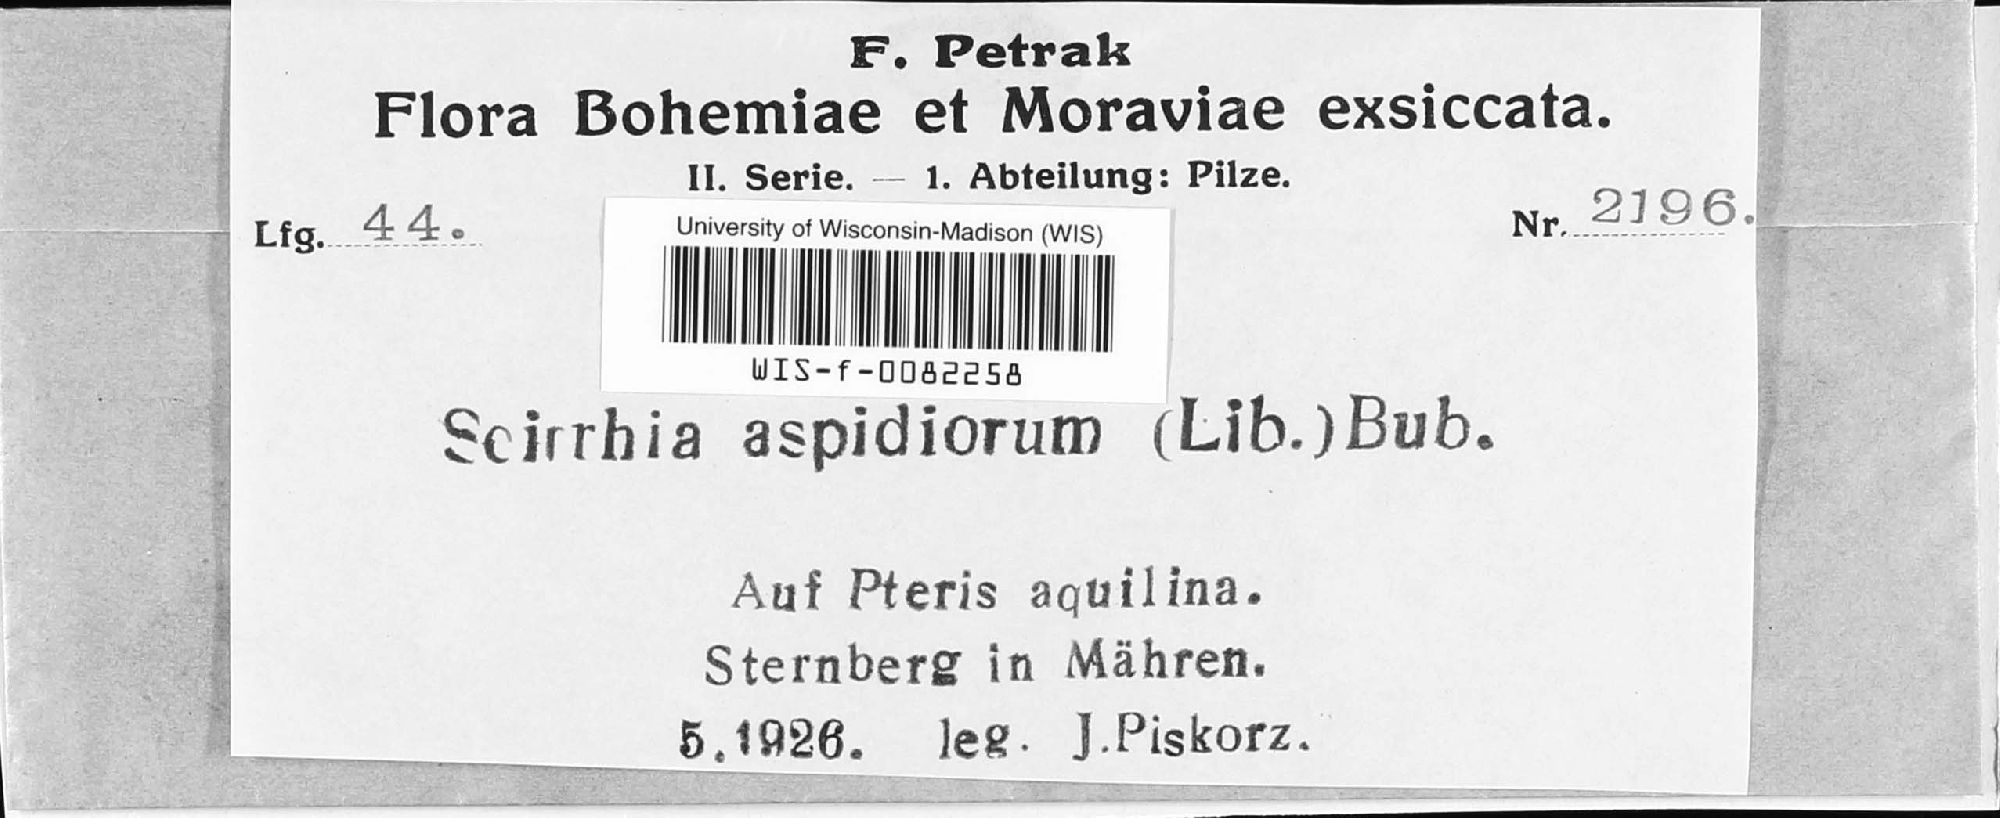 F. Petrak
Flora Bohemiae et Moraviae exsiccata.
II. Serie. — 1. Abteilung: Pilze.
Lfg. 44.
Nr. 2196.
University of Wisconsin-Madison (WIS)
WIS-f-0082258
Scirrhia aspidiorum (Lib.) Bub.
Auf Pteris aquilina.
Sternberg in Mähren.
5.1926. leg. J.Piskorz.